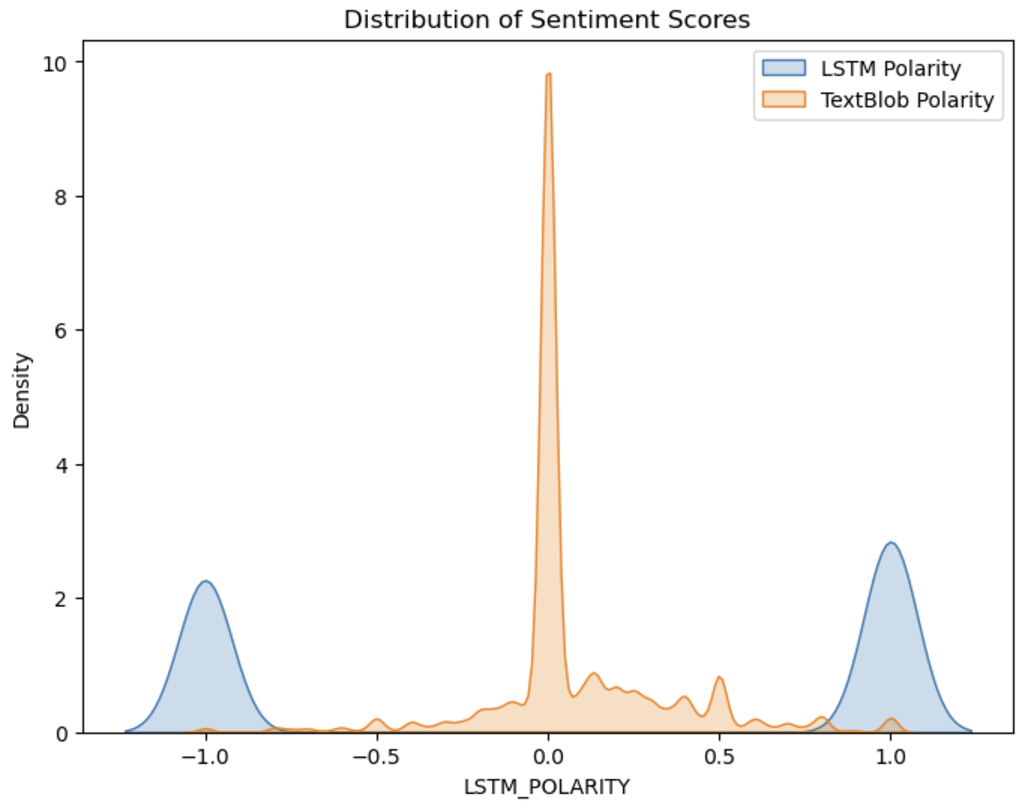 Distribution of Sentiment Scores
LSTM Polarity
TextBlob Polarity
10
8
6
4
2
0
Density
−1.0
−0.5
0.0
0.5
1.0
LSTM_POLARITY